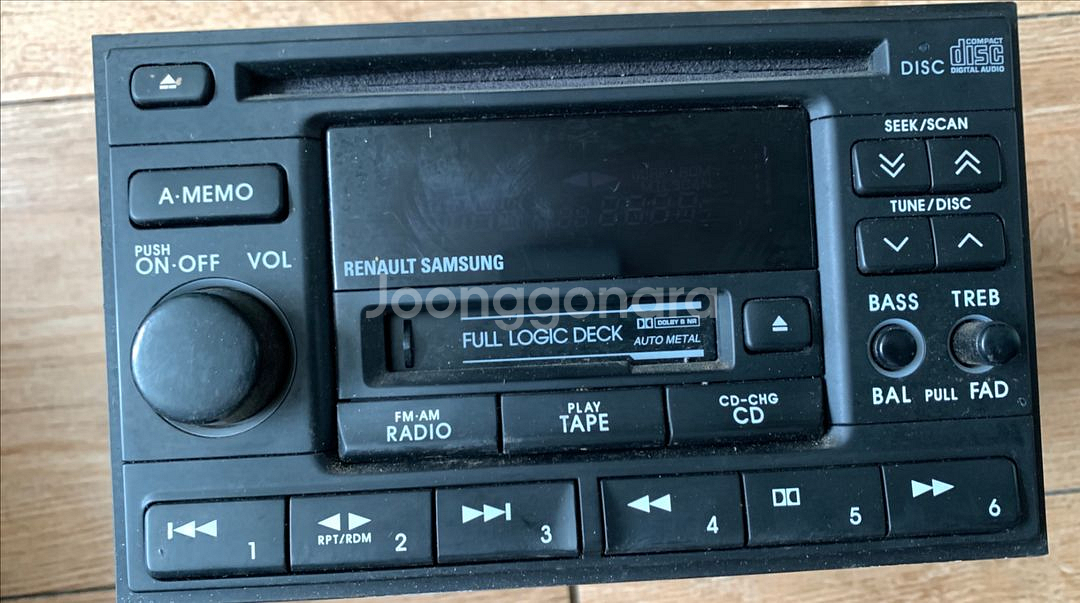 DISC COMPACT disc DIGITAL AUDIO
SEEK/SCAN
A·MEMO
TUNE/DISC
PUSH
ON·OFF VOL
RENAULT SAMSUNG
Joonggonara
BASS TREB
FULL LOGIC DECK
DOLBY B NR
AUTO METAL
BAL PULL FAD
FM·AM
RADIO
PLAY
TAPE
CD-CHG
CD
1
RPT/RDM 2
3
4
5
6